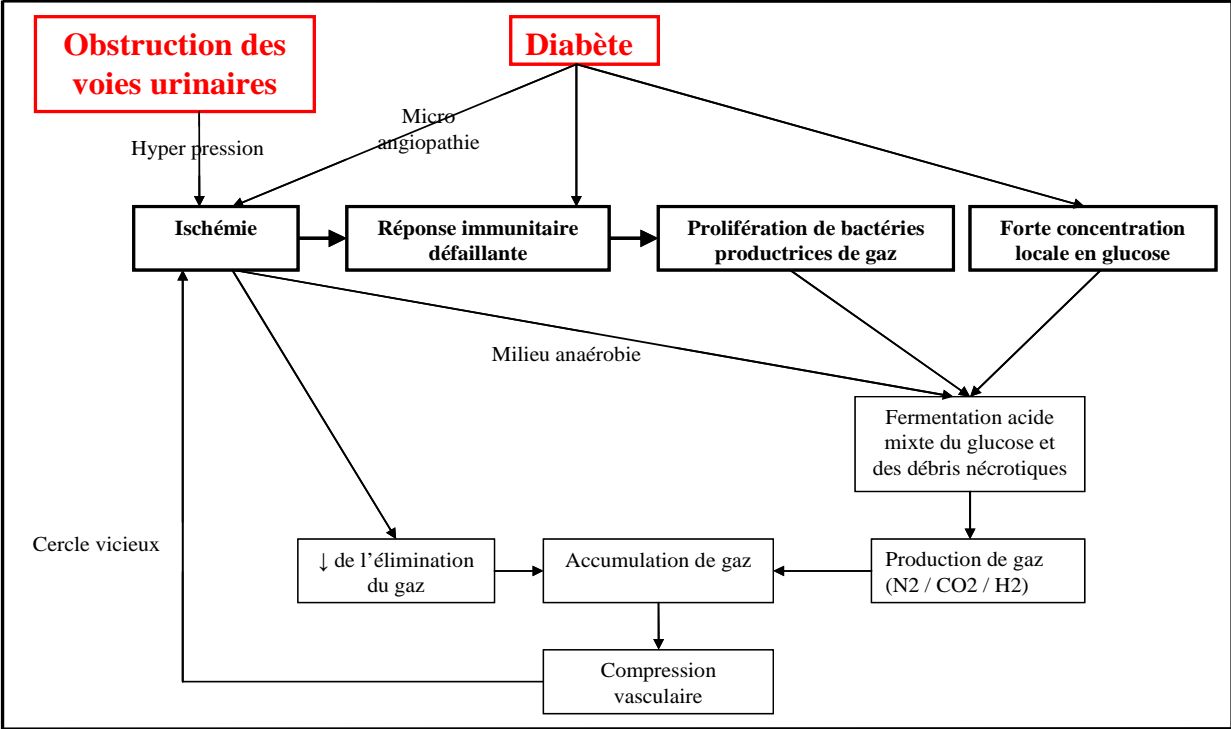 Obstruction des
voies urinaires
Diabète
Micro
angiopathie
Hyper pression
Ischémie
Réponse immunitaire
défaillante
Prolifération de bactéries
productrices de gaz
Forte concentration
locale en glucose
Milieu anaérobie
Fermentation acide
mixte du glucose et
des débris nécrotiques
Cercle vicieux
↓ de l’élimination
du gaz
Accumulation de gaz
Production de gaz
(N2 / CO2 / H2)
Compression
vasculaire